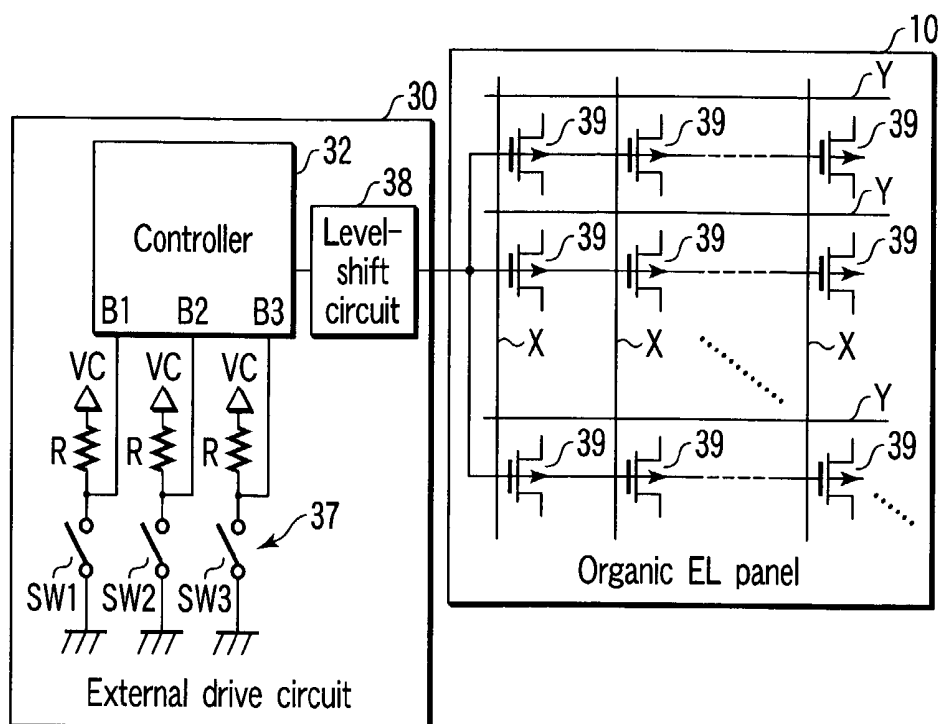 10
30
Y
39 39 39
32
38
Y
Controller
Level-
shift
circuit
39 39 39
B1 B2 B3
X X X
VC VC VC
Y
R R R
39 39 39
37
SW1 SW2 SW3
Organic EL panel
External drive circuit